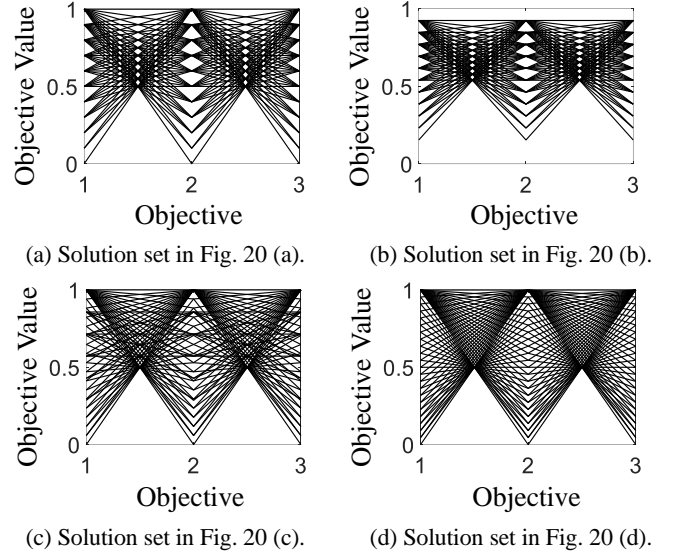 Objective Value
1
0.5
0
1
2
3
Objective
(a) Solution set in Fig. 20 (a).
Objective Value
1
0.5
0
1
2
3
Objective
(b) Solution set in Fig. 20 (b).
Objective Value
1
0.5
0
1
2
3
Objective
(c) Solution set in Fig. 20 (c).
Objective Value
1
0.5
0
1
2
3
Objective
(d) Solution set in Fig. 20 (d).